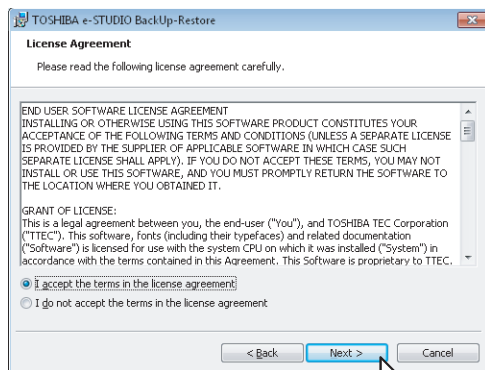 TOSHIBA e-STUDIO BackUp-Restore
License Agreement
Please read the following license agreement carefully.
END USER SOFTWARE LICENSE AGREEMENT
INSTALLING OR OTHERWISE USING THIS SOFTWARE PRODUCT CONSTITUTES YOUR
ACCEPTANCE OF THE FOLLOWING TERMS AND CONDITIONS (UNLESS A SEPARATE LICENSE
IS PROVIDED BY THE SUPPLIER OF APPLICABLE SOFTWARE IN WHICH CASE SUCH
SEPARATE LICENSE SHALL APPLY). IF YOU DO NOT ACCEPT THESE TERMS, YOU MAY NOT
INSTALL OR USE THIS SOFTWARE, AND YOU MUST PROMPTLY RETURN THE SOFTWARE TO
THE LOCATION WHERE YOU OBTAINED IT.
GRANT OF LICENSE:
This is a legal agreement between you, the end-user ("You"), and TOSHIBA TEC Corporation
("TTEC"). This software, fonts (including their typefaces) and related documentation
("Software") is licensed for use with the system CPU on which it was installed ("System") in
accordance with the terms contained in this Agreement. This Software is proprietary to TTEC.
I accept the terms in the license agreement
I do not accept the terms in the license agreement
< Back Next > Cancel